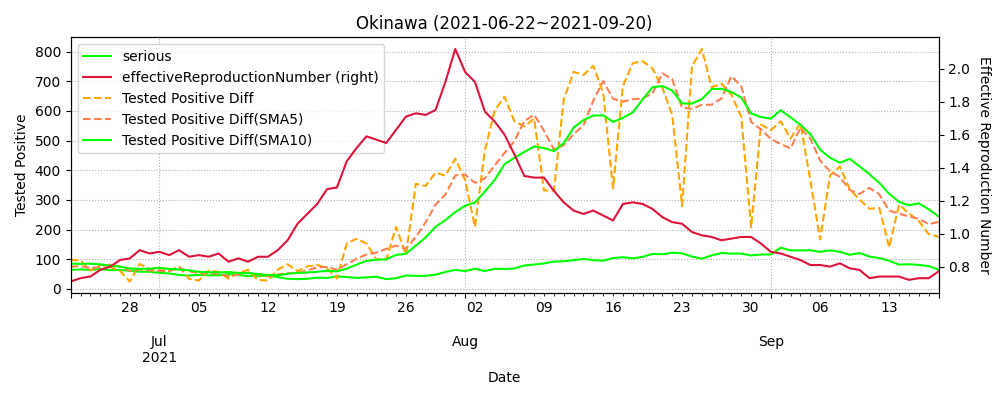 Okinawa (2021-06-22~2021-09-20)
serious
effectiveReproductionNumber (right)
Tested Positive Diff
Tested Positive Diff(SMA5)
Tested Positive Diff(SMA10)
Tested Positive
800
700
600
500
400
300
200
100
0
Effective Reproductive Number
2.0
1.8
1.6
1.4
1.2
1.0
0.8
28 05 12 19 26 02 09 16 23 30 06 13
Jul Aug Sep
2021
Date